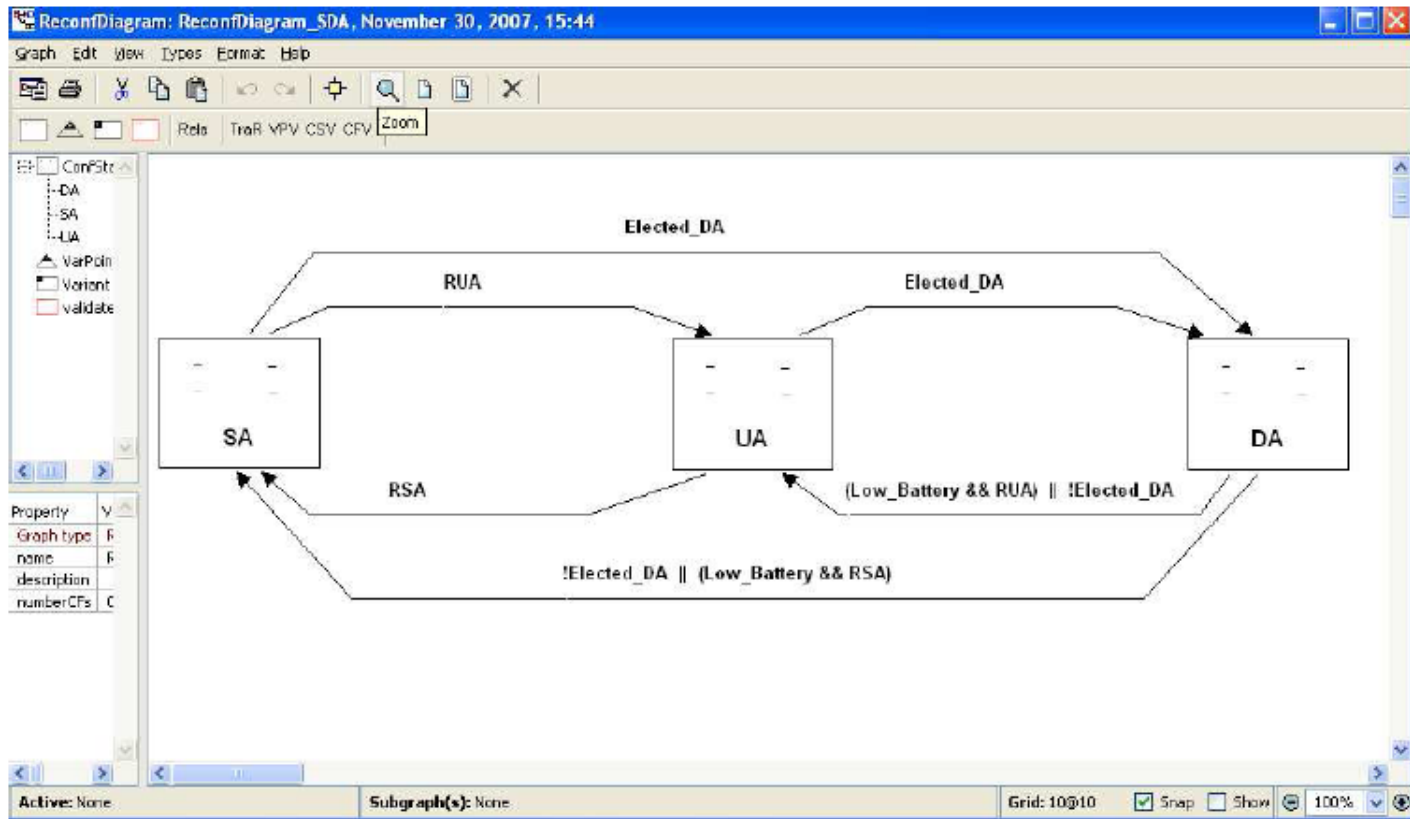 ReconfDiagram: ReconfDiagram_SDA, November 30, 2007, 15:44
Graph Edit View Types Format Help
Rela TraR VPV CSV CFV Zoom
ConfSta
DA
SA
UA
VarPoin
Variant
validate
Elected_DA
RUA
Elected_DA
SA
UA
DA
RSA
(Low_Battery && RUA) || !Elected_DA
!Elected_DA || (Low_Battery && RSA)
Property V
Graph type R
name R
description
numberCFs
Active: None
Subgraph(s): None
Grid: 10@10 Snap Show 100%